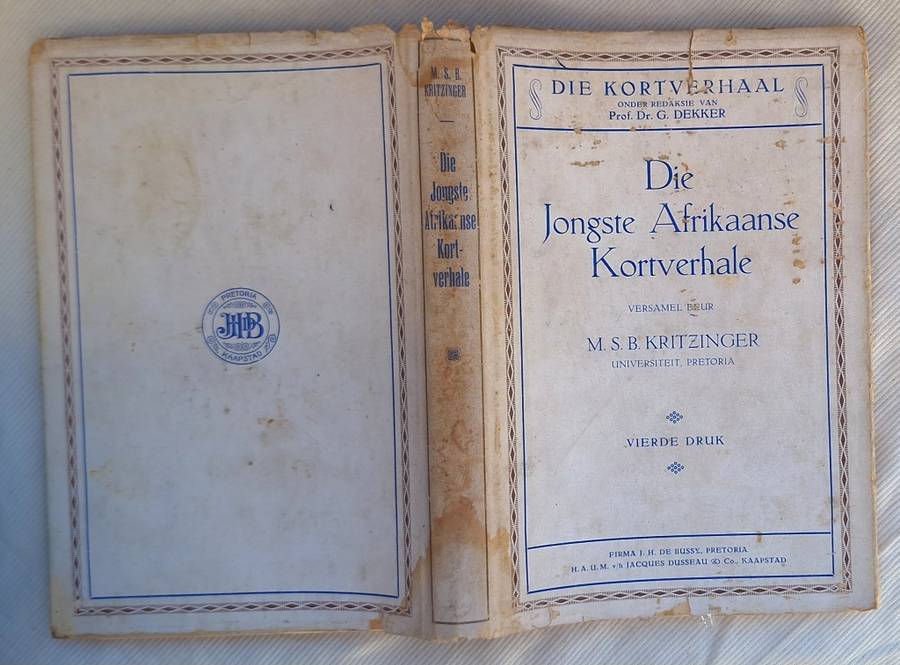 PRETORIA
JHDB
KAAPSTAD
M. S. B.
KRITZINGER
Die
Jongste
Afrikaanse
Kort-
verhale
DIE KORTVERHAAL
ONDER REDAKSIE VAN
Prof. Dr. G. DEKKER
Die
Jongste Afrikaanse
Kortverhale
VERSAMEL DEUR
M. S. B. KRITZINGER
UNIVERSITEIT, PRETORIA
VIERDE DRUK
FIRMA J. H. DE BUSSY, PRETORIA
H.A.U.M. v/h JACQUES DUSSEAU & Co., KAAPSTAD